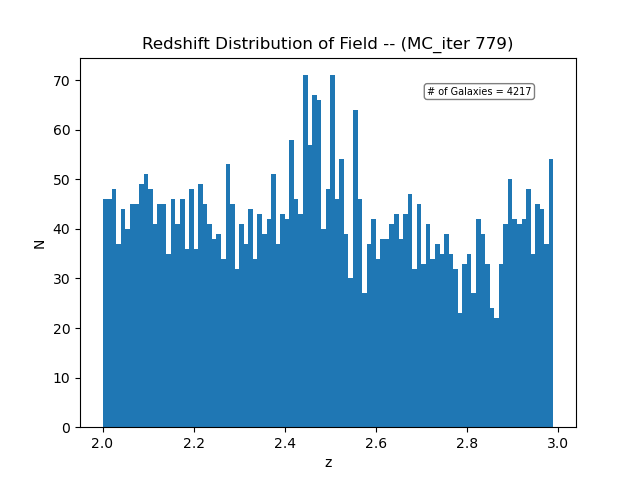 Redshift Distribution of Field -- (MC_iter 779)
# of Galaxies = 4217
70
60
50
40
30
20
10
0
N
2.0 2.2 2.4 2.6 2.8 3.0
z